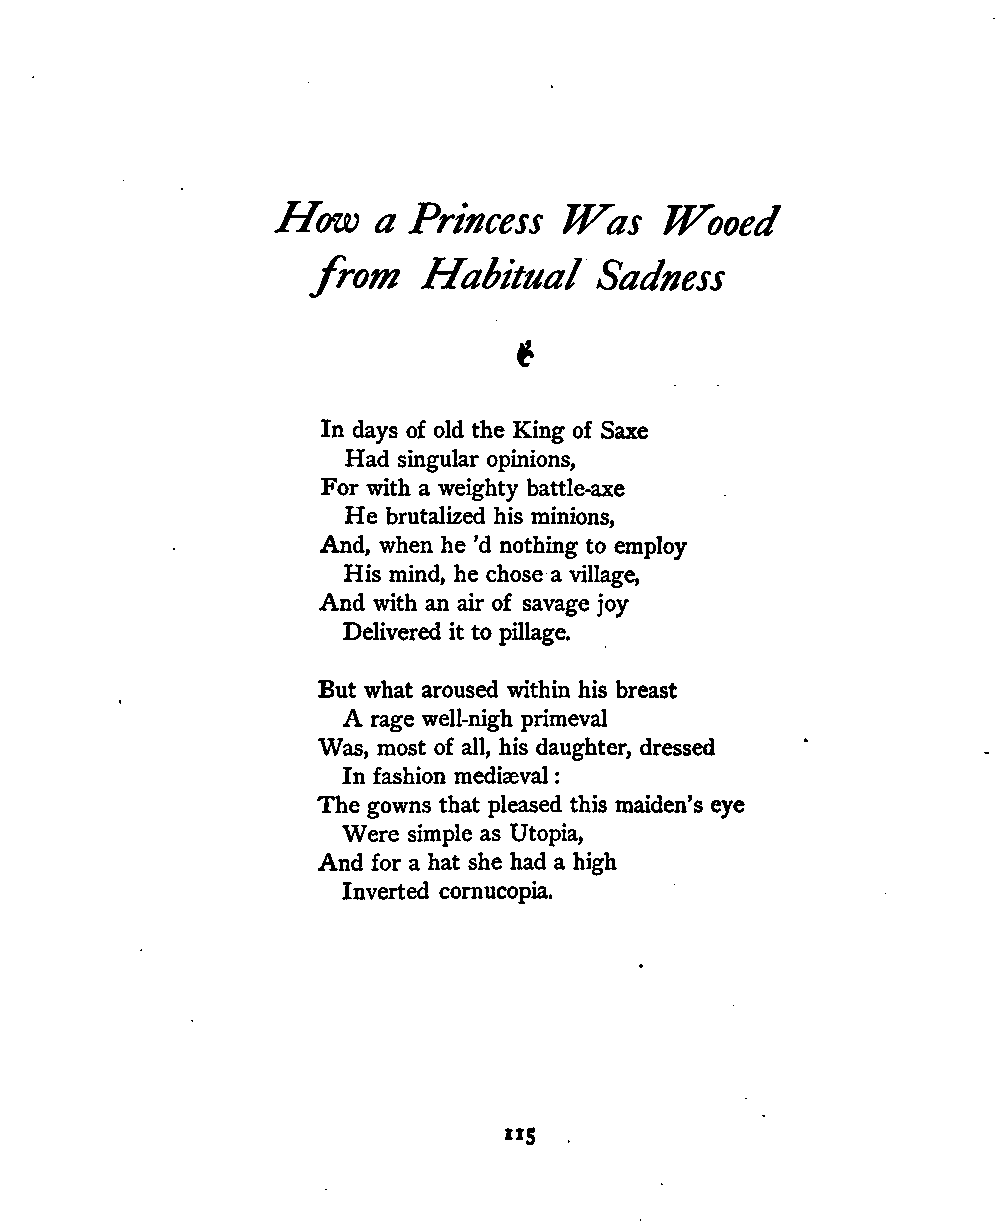 How a Princess Was Wooed
from Habitual Sadness
In days of old the King of Saxe
Had singular opinions,
For with a weighty battle-axe
He brutalized his minions,
And, when he 'd nothing to employ
His mind, he chose a village,
And with an air of savage joy
Delivered it to pillage.
But what aroused within his breast
A rage well-nigh primeval
Was, most of all, his daughter, dressed
In fashion mediæval :
The gowns that pleased this maiden's eye
Were simple as Utopia,
And for a hat she had a high
Inverted cornucopia.
115